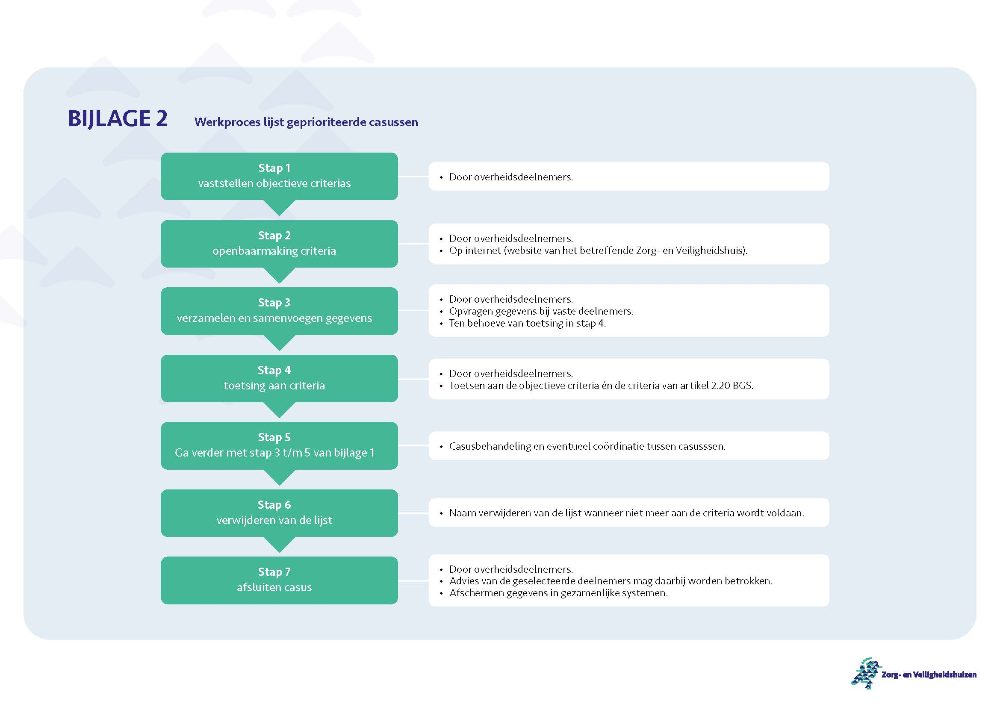 BIJLAGE 2 Werkproces lijst geprioriteerde casussen
Stap 1
vaststellen objectieve criterias
• Door overheidsdeelnemers.
Stap 2
openbaarmaking criteria
• Door overheidsdeelnemers.
• Op internet (website van het betreffende Zorg- en Veiligheidshuis).
Stap 3
verzamelen en samenvoegen gegevens
• Door overheidsdeelnemers.
• Opvragen gegevens bij vaste deelnemers.
• Ten behoeve van toetsing in stap 4.
Stap 4
toetsing aan criteria
• Door overheidsdeelnemers.
• Toetsen aan de objectieve criteria én de criteria van artikel 2.20 BGS.
Stap 5
Ga verder met stap 3 t/m 5 van bijlage 1
• Casusbehandeling en eventueel coördinatie tussen casusssen.
Stap 6
verwijderen van de lijst
• Naam verwijderen van de lijst wanneer niet meer aan de criteria wordt voldaan.
Stap 7
afsluiten casus
• Door overheidsdeelnemers.
• Advies van de geselecteerde deelnemers mag daarbij worden betrokken.
• Afschermen gegevens in gezamenlijke systemen.
Zorg- en Veiligheidshuizen